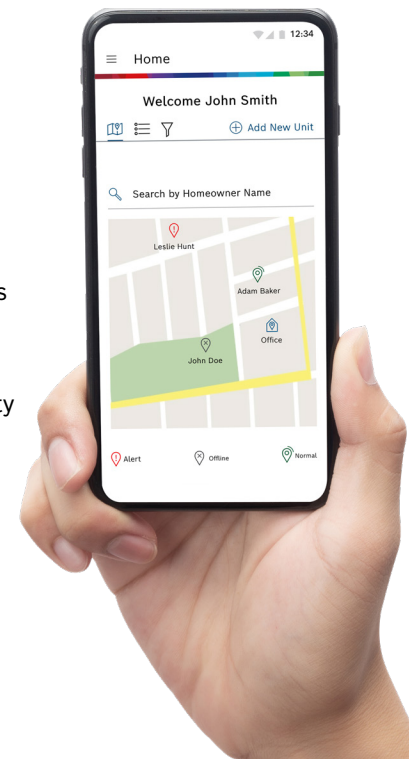 12:34
Home
Welcome John Smith
Add New Unit
Search by Homeowner Name
Leslie Hunt
Adam Baker
Office
John Doe
Alert Offline Normal